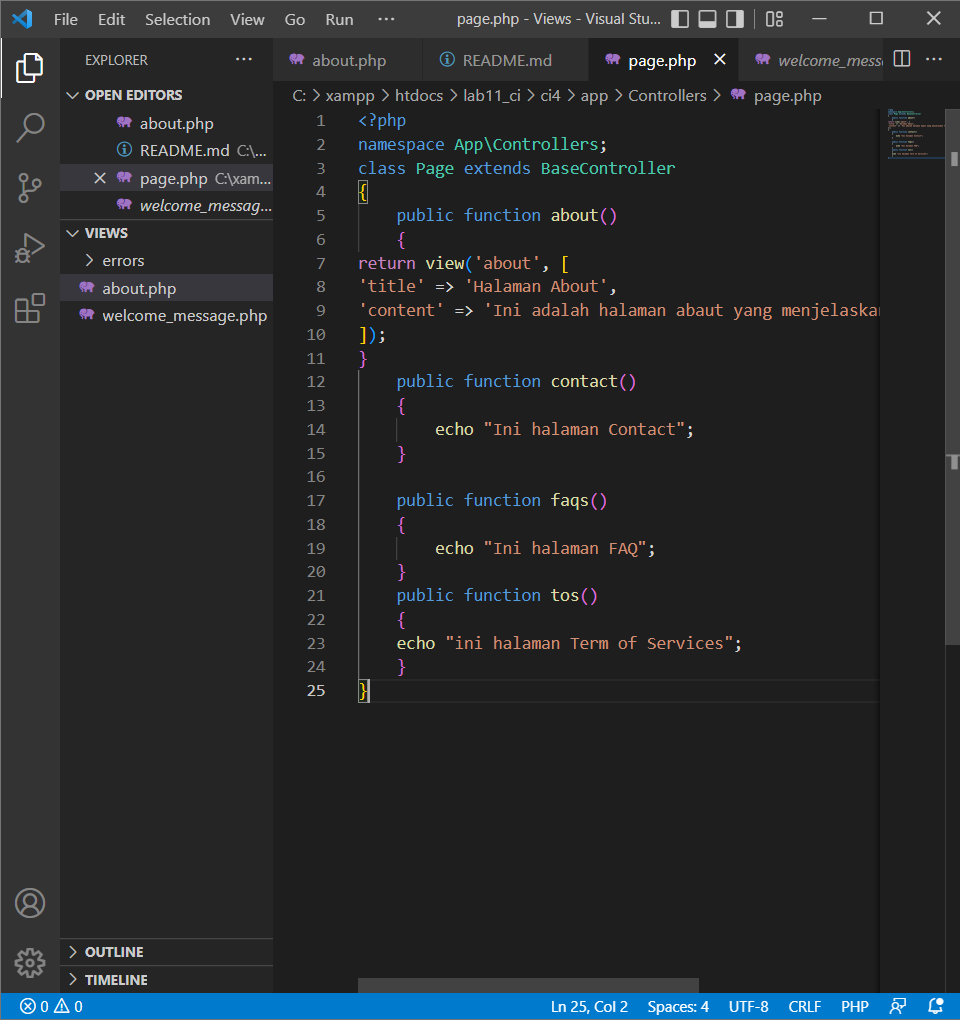 File Edit Selection View Go Run ··· page.php - Views - Visual Stu...
EXPLORER ···
OPEN EDITORS
about.php
README.md C:\...
page.php C:\xam...
welcome_messag...
VIEWS
errors
about.php
welcome_message.php
OUTLINE
TIMELINE
about.php README.md page.php welcome_mess
C: > xampp > htdocs > lab11_ci > ci4 > app > Controllers > page.php
1 <?php
2 namespace App\Controllers;
3 class Page extends BaseController
4 {
5     public function about()
6     {
7 return view('about', [
8 'title' => 'Halaman About',
9 'content' => 'Ini adalah halaman abaut yang menjelaskan
10 ]);
11 }
12     public function contact()
13     {
14         echo "Ini halaman Contact";
15     }
16
17     public function faqs()
18     {
19         echo "Ini halaman FAQ";
20     }
21     public function tos()
22     {
23     echo "ini halaman Term of Services";
24     }
25 }
0 0 Ln 25, Col 2 Spaces: 4 UTF-8 CRLF PHP